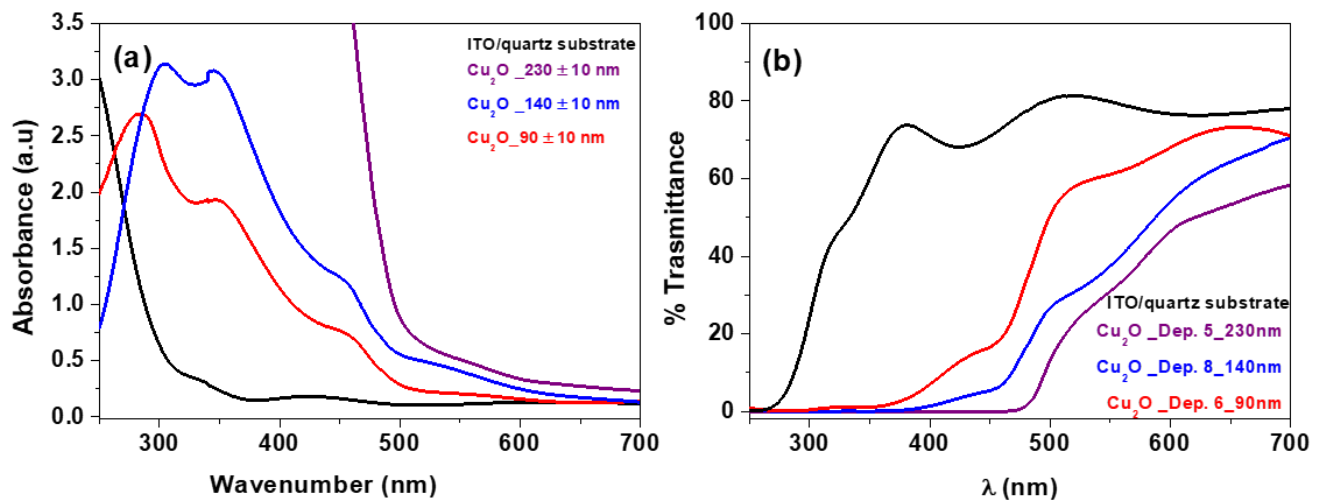 (a)
ITO/quartz substrate
Cu₂O _230 ± 10 nm
Cu₂O _140 ± 10 nm
Cu₂O_90 ± 10 nm
Absorbance (a.u)
3.5
3.0
2.5
2.0
1.5
1.0
0.5
0.0
300 400 500 600 700
Wavenumber (nm)
(b)
% Trasmittance
100
80
60
40
20
0
ITO/quartz substrate
Cu₂O _Dep. 5_230nm
Cu₂O _Dep. 8_140nm
Cu₂O _Dep. 6_90nm
300 400 500 600 700
λ (nm)